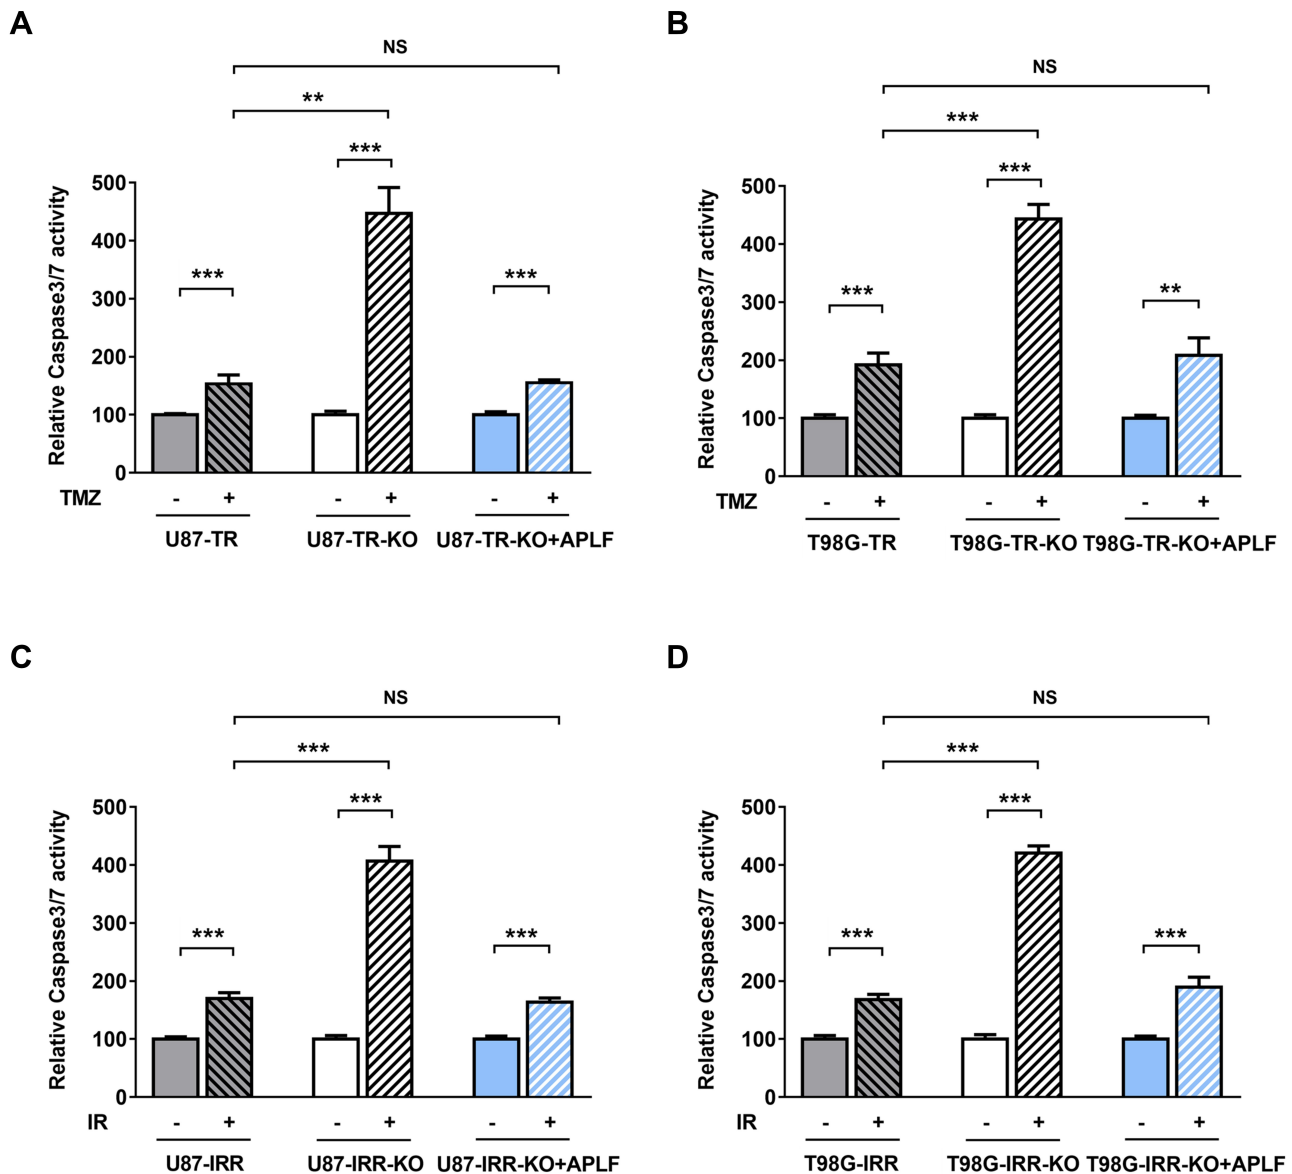 A
NS
**
***
***
***
500
400
300
200
100
0
Relative Caspase3/7 activity
TMZ - + - + - +
U87-TR U87-TR-KO U87-TR-KO+APLF
B
NS
***
***
***
**
500
400
300
200
100
0
Relative Caspase3/7 activity
TMZ - + - + - +
T98G-TR T98G-TR-KO T98G-TR-KO+APLF
C
NS
***
***
***
***
500
400
300
200
100
0
Relative Caspase3/7 activity
IR - + - + - +
U87-IRR U87-IRR-KO U87-IRR-KO+APLF
D
NS
***
***
***
***
500
400
300
200
100
0
Relative Caspase3/7 activity
IR - + - + - +
T98G-IRR T98G-IRR-KO T98G-IRR-KO+APLF